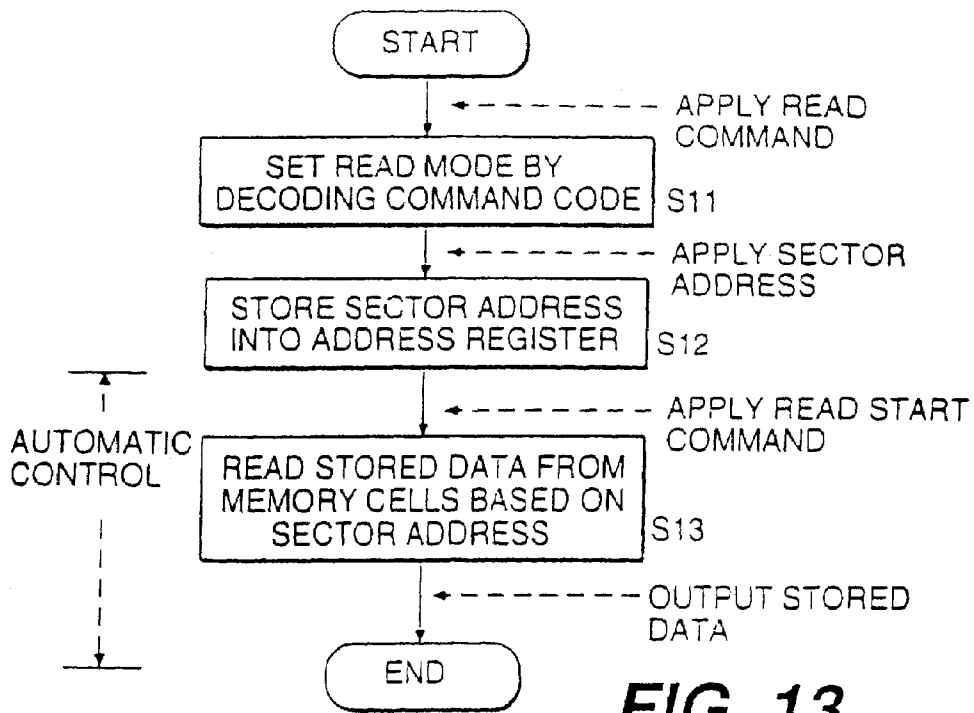 START
APPLY READ
COMMAND
SET READ MODE BY
DECODING COMMAND CODE
S11
APPLY SECTOR
ADDRESS
STORE SECTOR ADDRESS
INTO ADDRESS REGISTER
S12
APPLY READ START
COMMAND
AUTOMATIC
CONTROL
READ STORED DATA FROM
MEMORY CELLS BASED ON
SECTOR ADDRESS
S13
OUTPUT STORED
DATA
END
FIG. 13